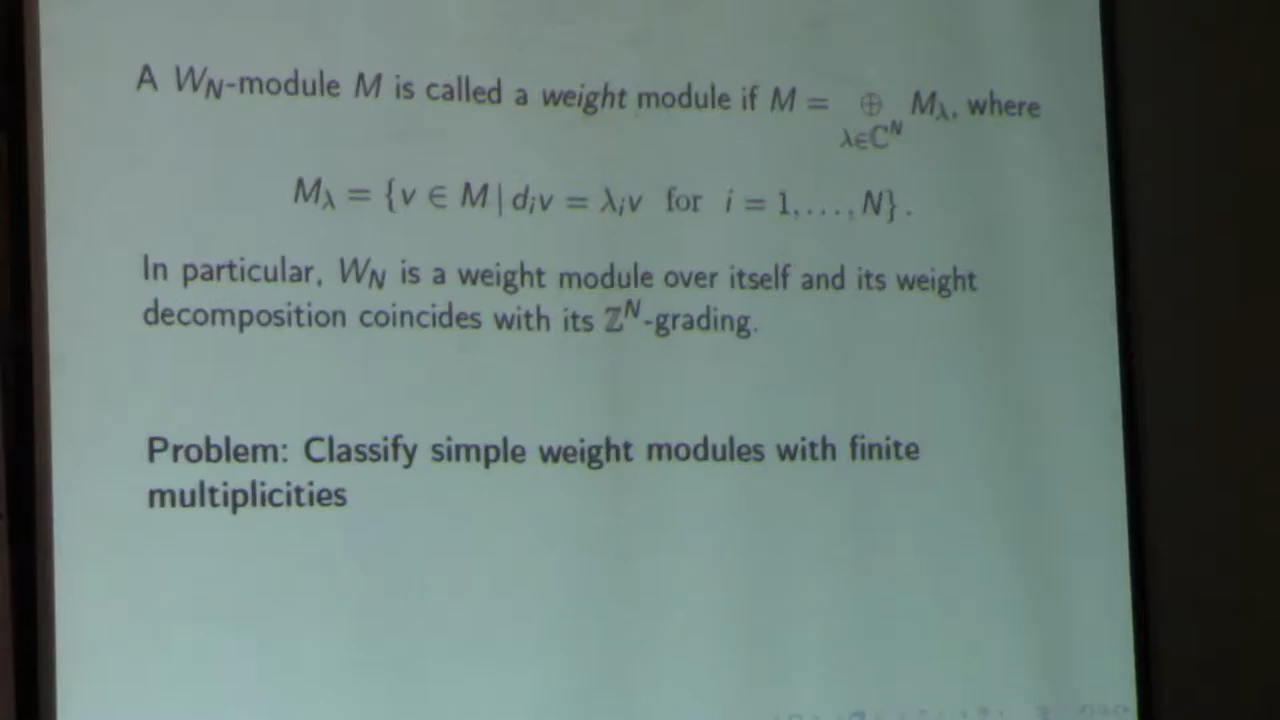 A W_N-module M is called a weight module if M = ⊕ M_λ, where
λ∈ℂ^N
M_λ = {v ∈ M | d_i v = λ_i v for i = 1, . . . , N} .
In particular, W_N is a weight module over itself and its weight
decomposition coincides with its ℤ^N-grading.
Problem: Classify simple weight modules with finite
multiplicities